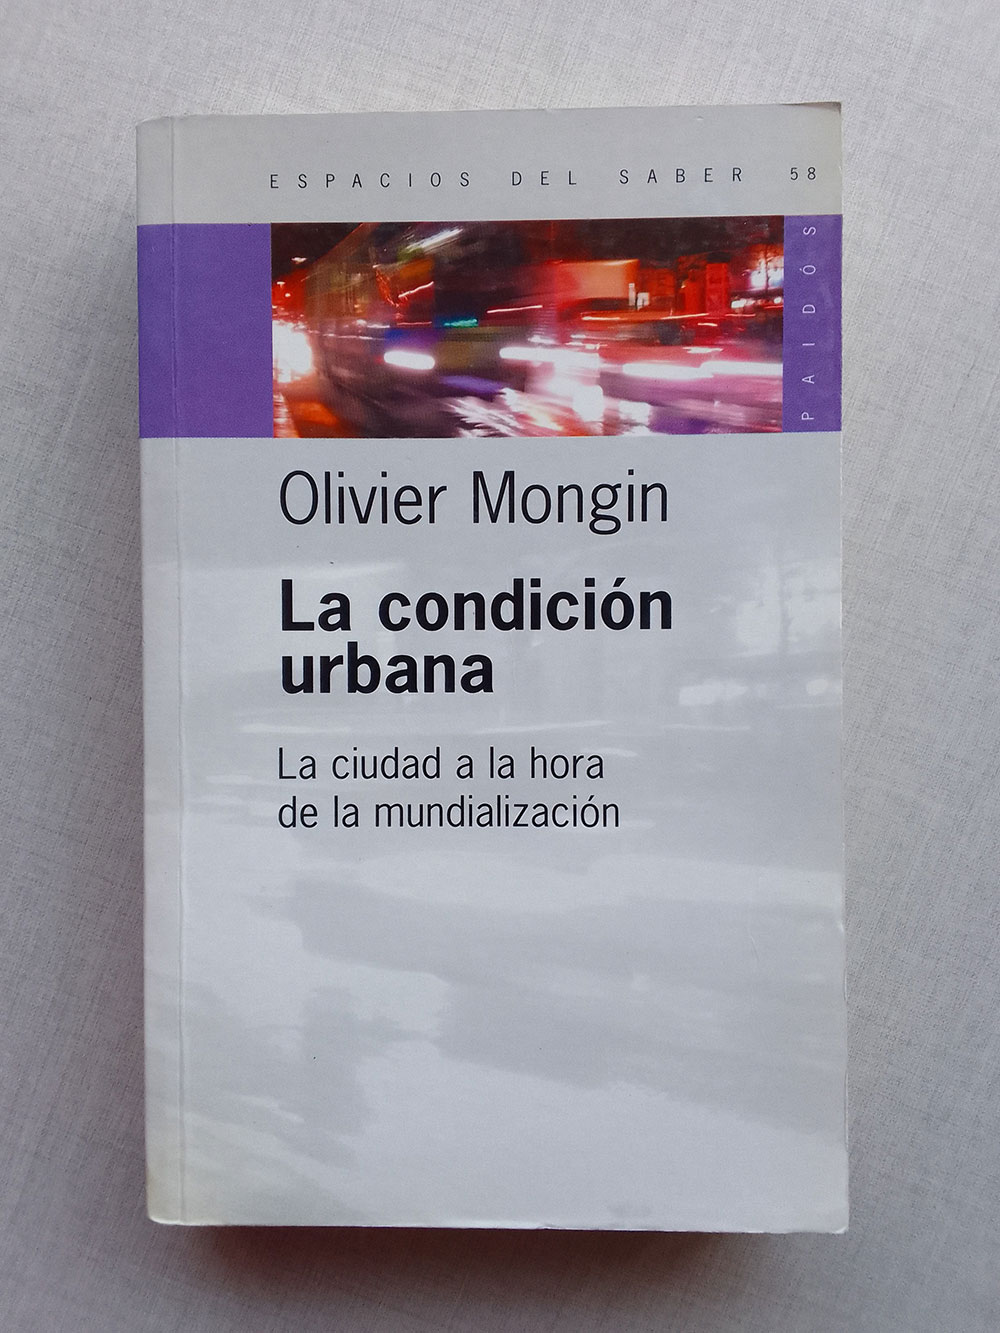 ESPACIOS DEL SABER 58
PAIDÓS
Olivier Mongin
La condición
urbana
La ciudad a la hora
de la mundialización